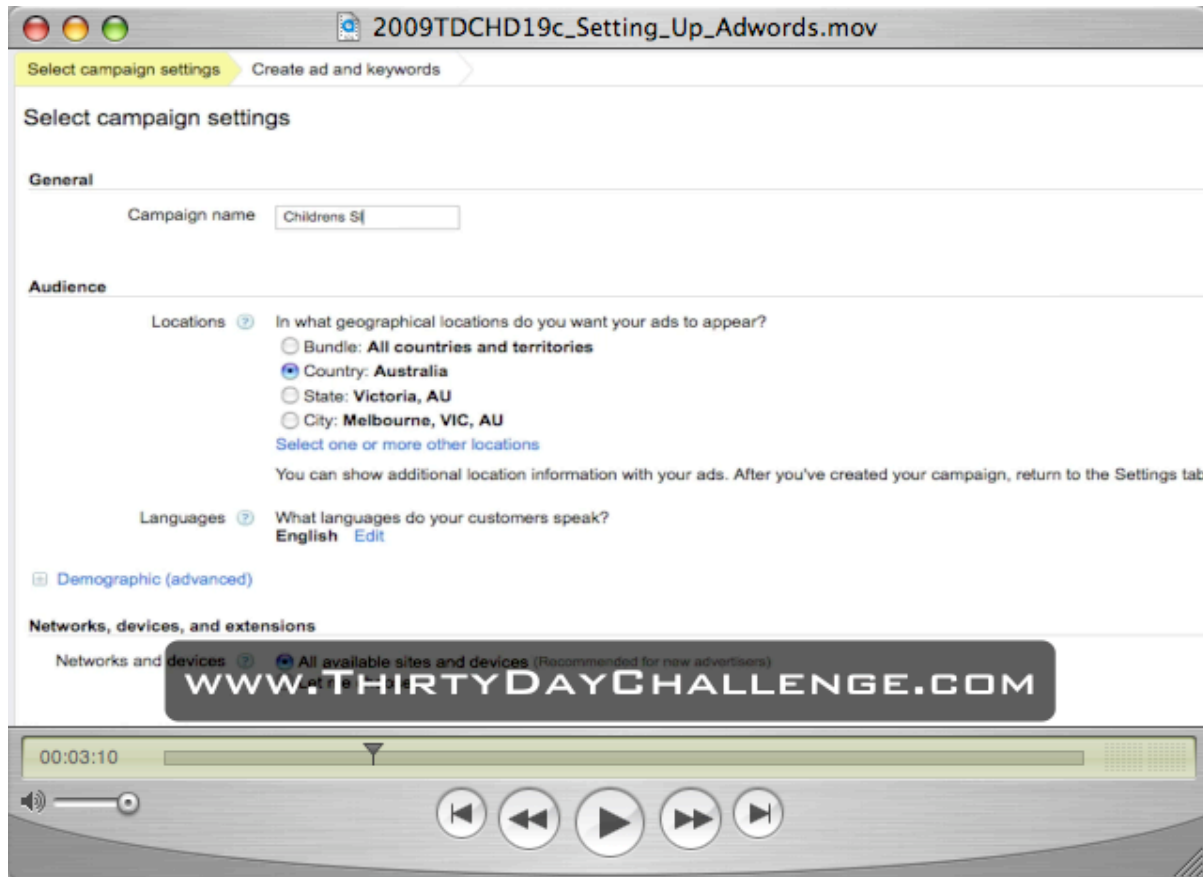 2009TDCHD19c_Setting_Up_Adwords.mov
Select campaign settings Create ad and keywords
Select campaign settings
General
Campaign name Childrens Sl
Audience
Locations ? In what geographical locations do you want your ads to appear?
Bundle: All countries and territories
Country: Australia
State: Victoria, AU
City: Melbourne, VIC, AU
Select one or more other locations
You can show additional location information with your ads. After you've created your campaign, return to the Settings tab
Languages ? What languages do your customers speak?
English Edit
Demographic (advanced)
Networks, devices, and extensions
Networks and devices ? All available sites and devices (Recommended for new advertisers)
Let me
www.ThirtyDayChallenge.com
00:03:10